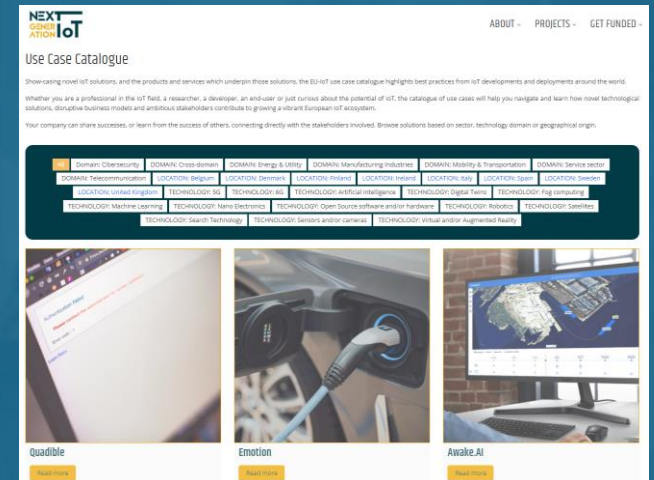 NEXT
GENER
ATION IoT
ABOUT
PROJECTS
GET FUNDED
Use Case Catalogue
Show-casing novel IoT solutions, and the products and services which underpin those solutions, the EU-IoT use case catalogue highlights best practices from IoT developments and deployments around the world.
Whether you are a professional in the IoT field, a researcher, a developer, an end-user or just curious about the potential of IoT, the catalogue of use cases will help you navigate and learn how novel technological
solutions, disruptive business models and ambitious stakeholders contribute to growing a vibrant European IoT ecosystem.
Your company can share successes, or learn from the success of others, connecting directly with the stakeholders involved. Browse solutions based on sector, technology domain or geographical origin.
All Domain: Cibersecurity DOMAIN: Cross-domain DOMAIN: Energy & Utility DOMAIN: Manufacturing industries DOMAIN: Mobility & Transportation DOMAIN: Service sector
DOMAIN: Telecommunication LOCATION: Belgium LOCATION: Denmark LOCATION: Finland LOCATION: Ireland LOCATION: Italy LOCATION: Spain LOCATION: Sweden
LOCATION: United Kingdom TECHNOLOGY: 5G TECHNOLOGY: 6G TECHNOLOGY: Artificial Intelligence TECHNOLOGY: Digital Twins TECHNOLOGY: Fog computing
TECHNOLOGY: Machine Learning TECHNOLOGY: Nano Electronics TECHNOLOGY: Open Source software and/or hardware TECHNOLOGY: Robotics TECHNOLOGY: Satellites
TECHNOLOGY: Search Technology TECHNOLOGY: Sensors and/or cameras TECHNOLOGY: Virtual and/or Augmented Reality
Authentication failed
Quadible
Emotion
Awake.AI
Read more
Read more
Read more